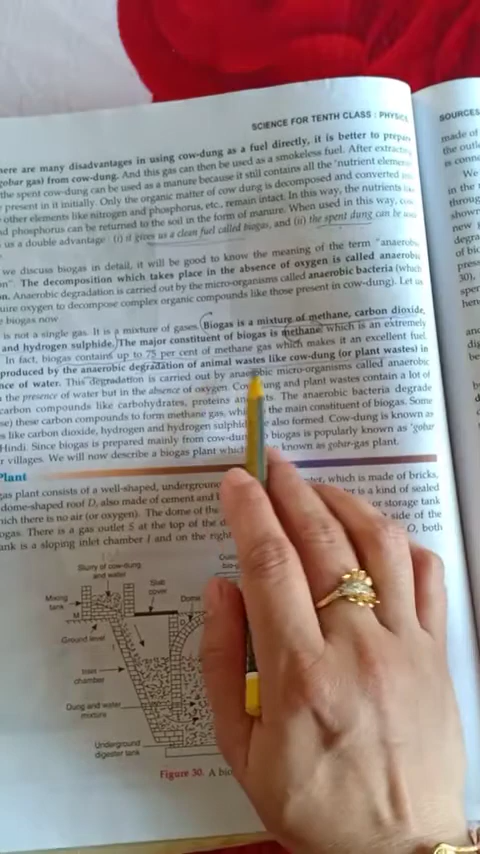 SCIENCE FOR TENTH CLASS : PHYSICS
here are many disadvantages in using cow-dung as a fuel directly, it is better to prepare
gobar gas) from cow-dung. And this gas can then be used as a smokeless fuel. After extracting
the spent cow-dung can be used as a manure because it still contains all the 'nutrient elements
present in it initially. Only the organic matter of cow dung is decomposed and converted
other elements like nitrogen and phosphorus, etc., remain intact. In this way, the nutrients like
nd phosphorus can be returned to the soil in the form of manure. When used in this way, cow
us a double advantage : (i) it gives us a clean fuel called biogas, and (ii) the spent dung can be used
we discuss biogas in detail, it will be good to know the meaning of the term "anaerobic
on". The decomposition which takes place in the absence of oxygen is called anaerobic
on. Anaerobic degradation is carried out by the micro-organisms called anaerobic bacteria (which
uire oxygen to decompose complex organic compounds like those present in cow-dung). Let us
e biogas now
is not a single gas. It is a mixture of gases. Biogas is a mixture of methane, carbon dioxide,
and hydrogen sulphide. The major constituent of biogas is methane which is an extremely
In fact, biogas contains up to 75 per cent of methane gas which makes it an excellent fuel.
produced by the anaerobic degradation of animal wastes like cow-dung (or plant wastes) in
nce of water. This degradation is carried out by anaerobic micro-organisms called anaerobic
the presence of water but in the absence of oxygen. Cow dung and plant wastes contain a lot of
carbon compounds like carbohydrates, proteins and ts. The anaerobic bacteria degrade
se) these carbon compounds to form methane gas, whi the main constituent of biogas. Some
s like carbon dioxide, hydrogen and hydrogen sulphide also formed. Cow-dung is known as
Hindi. Since biogas is prepared mainly from cow-dung biogas is popularly known as 'gobar
r villages. We will now describe a biogas plant which known as gobar-gas plant.
Plant
gas plant consists of a well-shaped, undergroun ter, which is made of bricks,
dome-shaped roof D, also made of cement and ter is a kind of sealed
hich there is no air (or oxygen). The dome of the or storage tank
ogas. There is a gas outlet S at the top of the d side of the
ank is a sloping inlet chamber I and on the right O, both
Slurry of cow-dung
and water
Slab
cover
Mixing
tank
M
Dome
Ground level
I
Inlet
chamber
Dung and water
mixture
Underground
digester tank
Figure 30. A bio
SOURCES
made of
the outl
is conne
We
in the
throug
shown
new
degra
of bio
press
30).
spen
hen